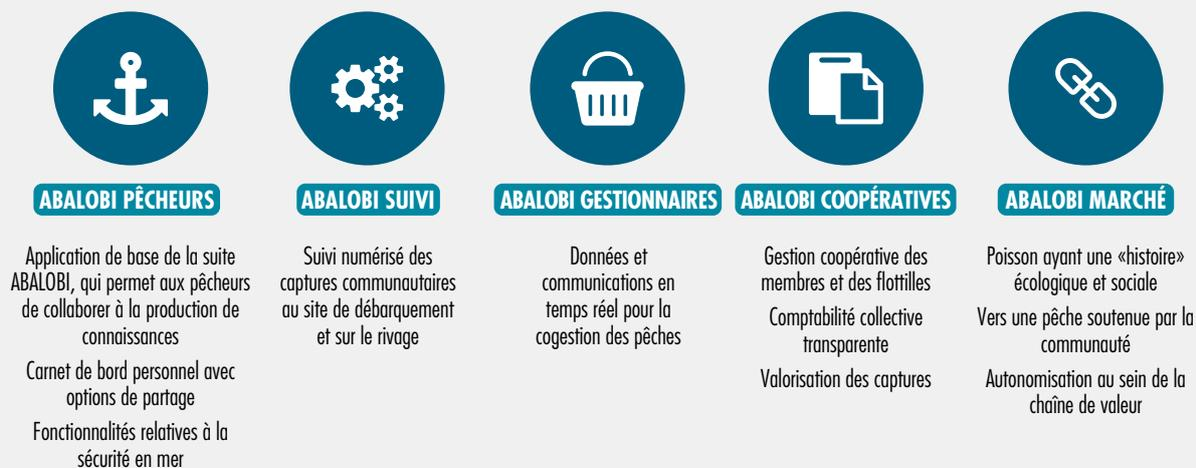 ABALOBI PÊCHEURS
Application de base de la suite
ABALOBI, qui permet aux pêcheurs
de collaborer à la production de
connaissances
Carnet de bord personnel avec
options de partage
Fonctionnalités relatives à la
sécurité en mer
ABALOBI SUIVI
Suivi numérisé des
captures communautaires
au site de débarquement
et sur le rivage
ABALOBI GESTIONNAIRES
Données et
communications en
temps réel pour la
cogestion des pêches
ABALOBI COOPÉRATIVES
Gestion coopérative des
membres et des flottilles
Comptabilité collective
transparente
Valorisation des captures
ABALOBI MARCHÉ
Poisson ayant une «histoire»
écologique et sociale
Vers une pêche soutenue par la
communauté
Autonomisation au sein de la
chaîne de valeur